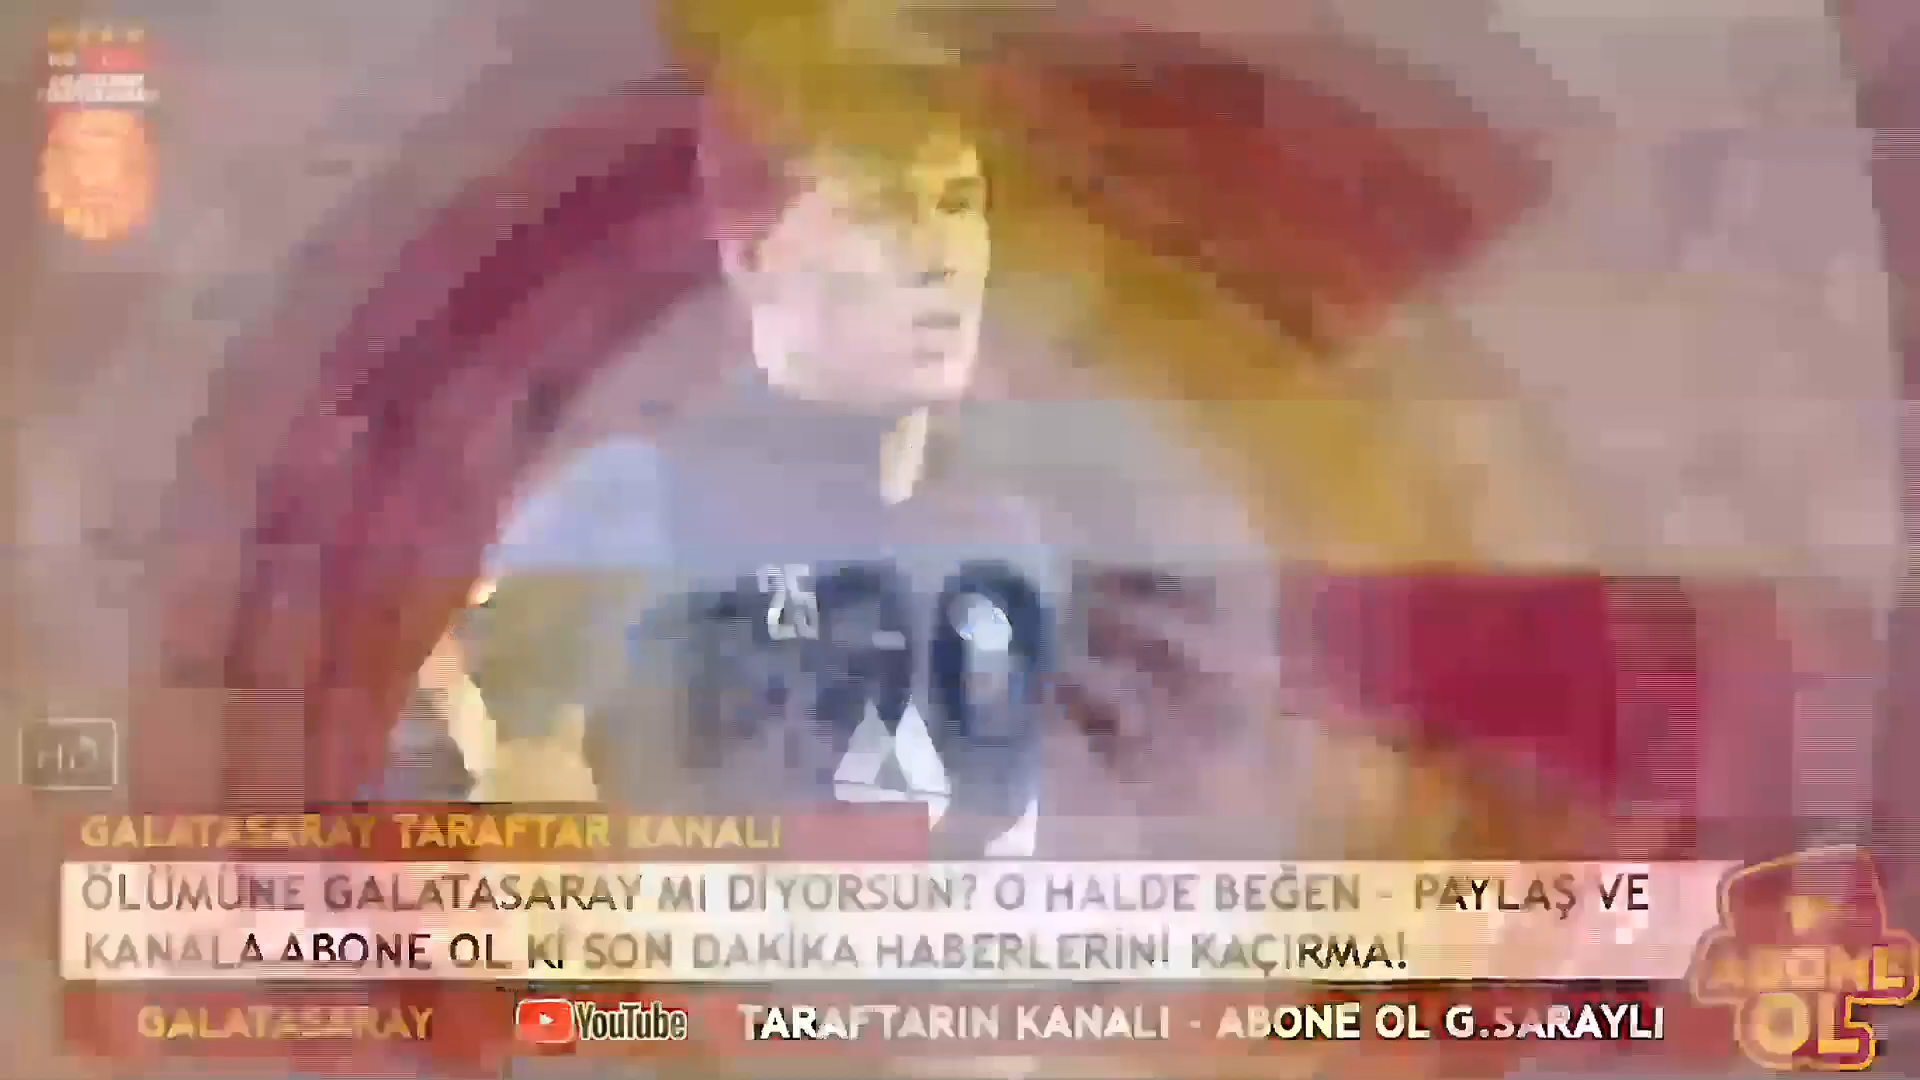 25
HD
GALATASARAY TARAFTAR KANALI
ÖLÜMÜNE GALATASARAY MI DİYORSUN? O HALDE BEĞEN - PAYLAŞ VE
KANALA ABONE OL Kİ SON DAKİKA HABERLERİNİ KAÇIRMA!
GALATASARAY YouTube TARAFTARIN KANALI - ABONE OL G.SARAYLI
ABONE
OL